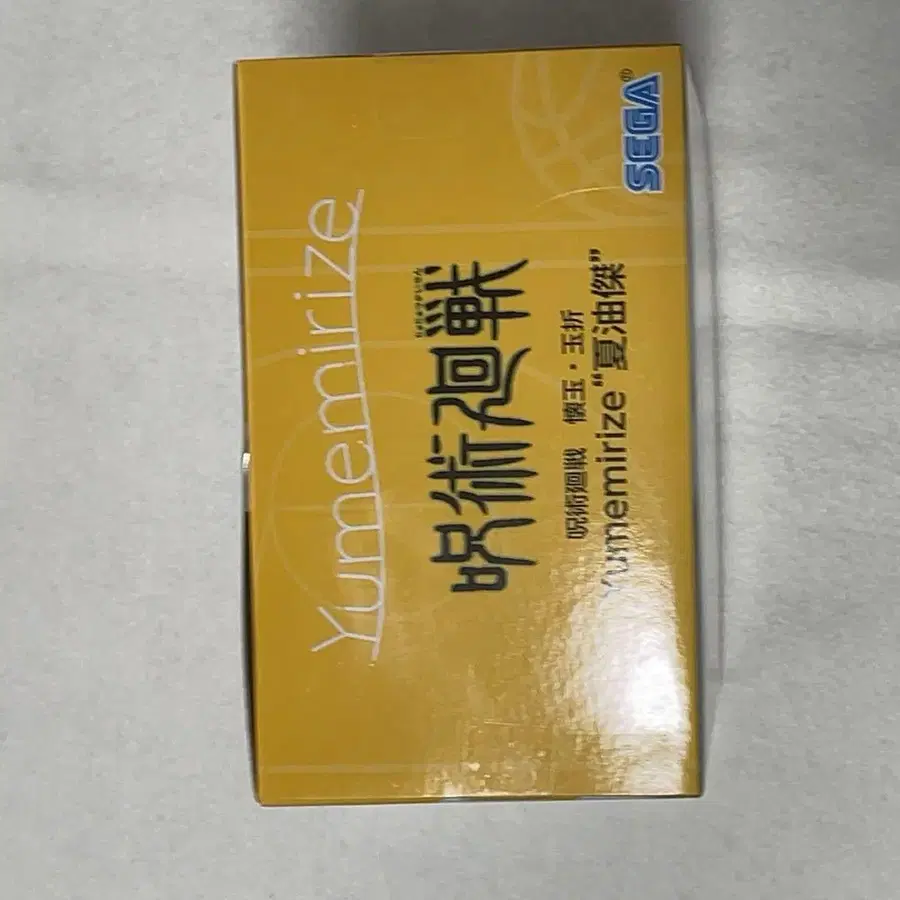 SEGA®
Yumemirize
呪術廻戦
呪術廻戦 懐玉・玉折
Yumemirize "夏油傑"